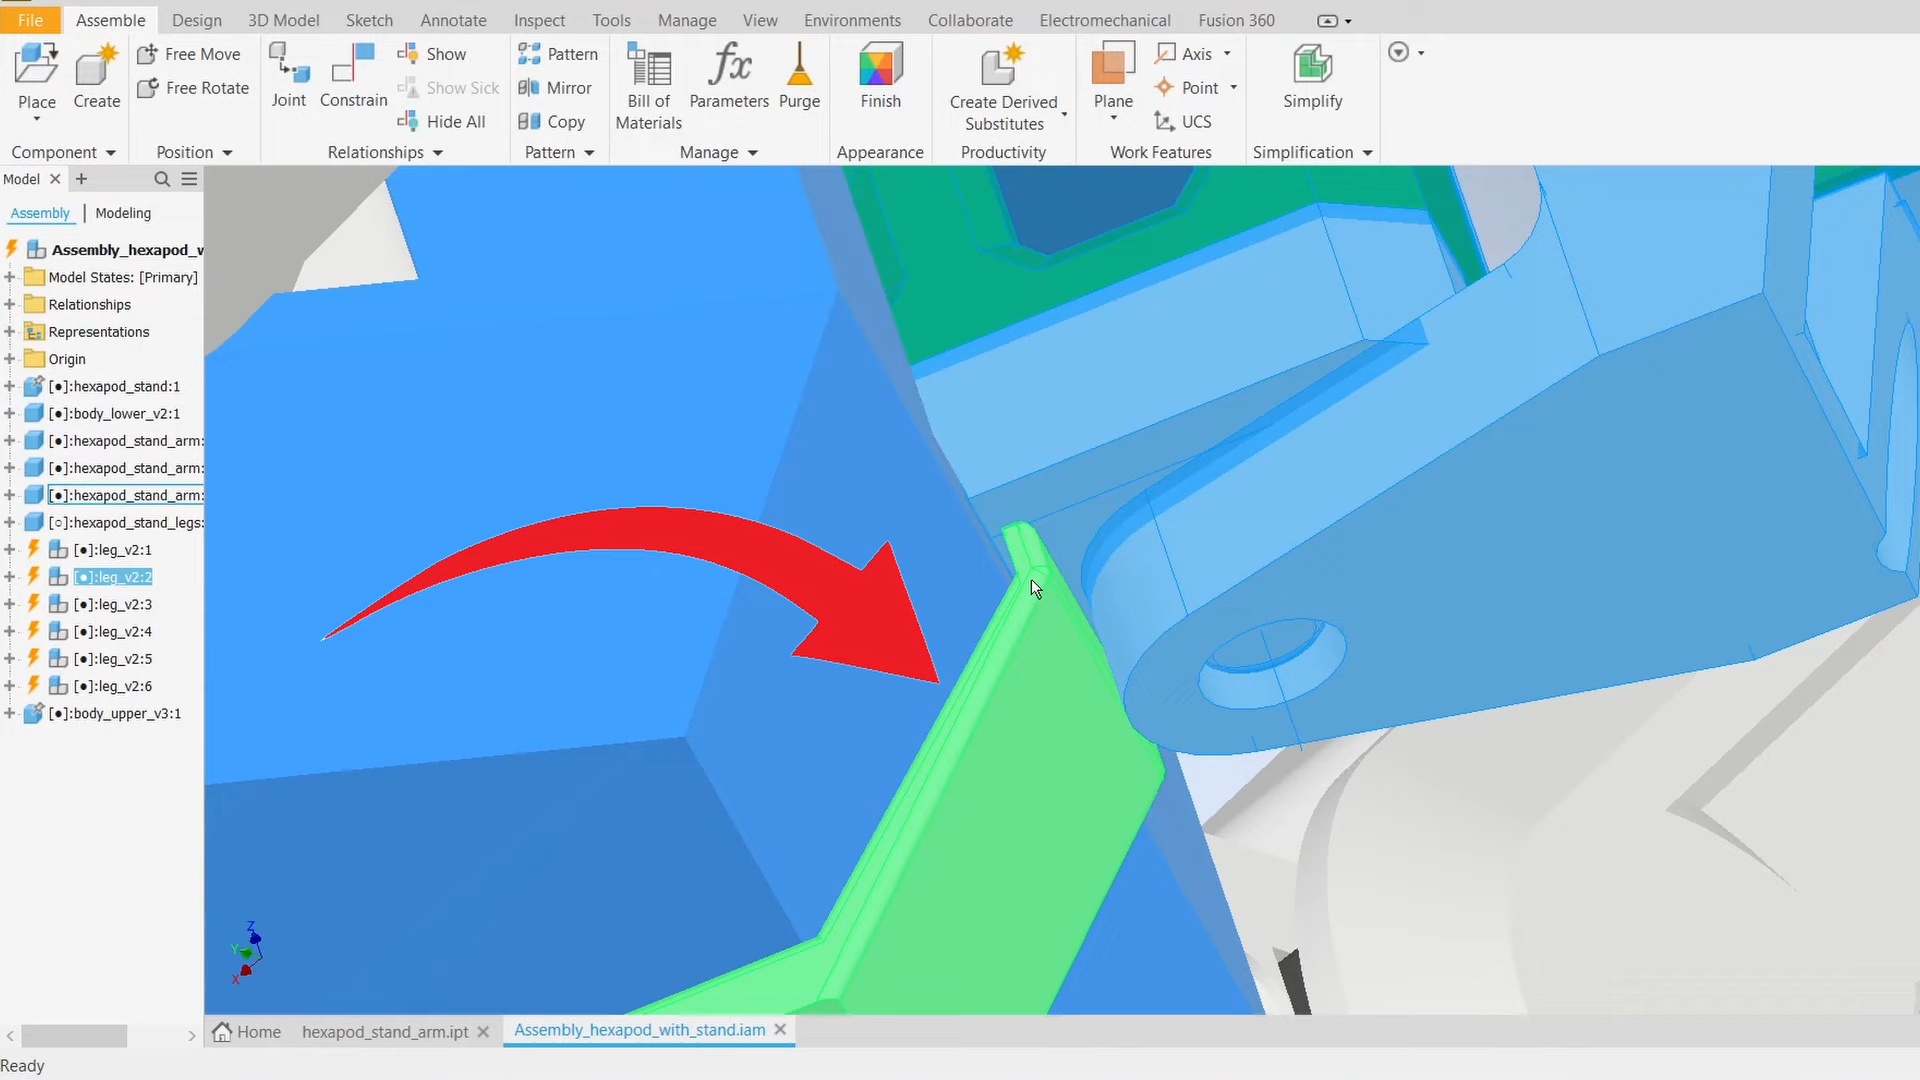 File Assemble Design 3D Model Sketch Annotate Inspect Tools Manage View Environments Collaborate Electromechanical Fusion 360
Place
Create
Free Move
Free Rotate
Joint
Constrain
Show
Show Sick
Hide All
Pattern
Mirror
Copy
Bill of
Materials
Parameters
Purge
Finish
Create Derived
Substitutes
Plane
Axis
Point
UCS
Simplify
Component Position Relationships Pattern Manage Appearance Productivity Work Features Simplification
Model
Assembly | Modeling
Assembly_hexapod_w
Model States: [Primary]
Relationships
Representations
Origin
[●]:hexapod_stand:1
[●]:body_lower_v2:1
[●]:hexapod_stand_arm:
[●]:hexapod_stand_arm:
[●]:hexapod_stand_arm:
[○]:hexapod_stand_legs:
[●]:leg_v2:1
[●]:leg_v2:2
[●]:leg_v2:3
[●]:leg_v2:4
[●]:leg_v2:5
[●]:leg_v2:6
[●]:body_upper_v3:1
Z
Y
X
Home hexapod_stand_arm.ipt Assembly_hexapod_with_stand.iam
Ready